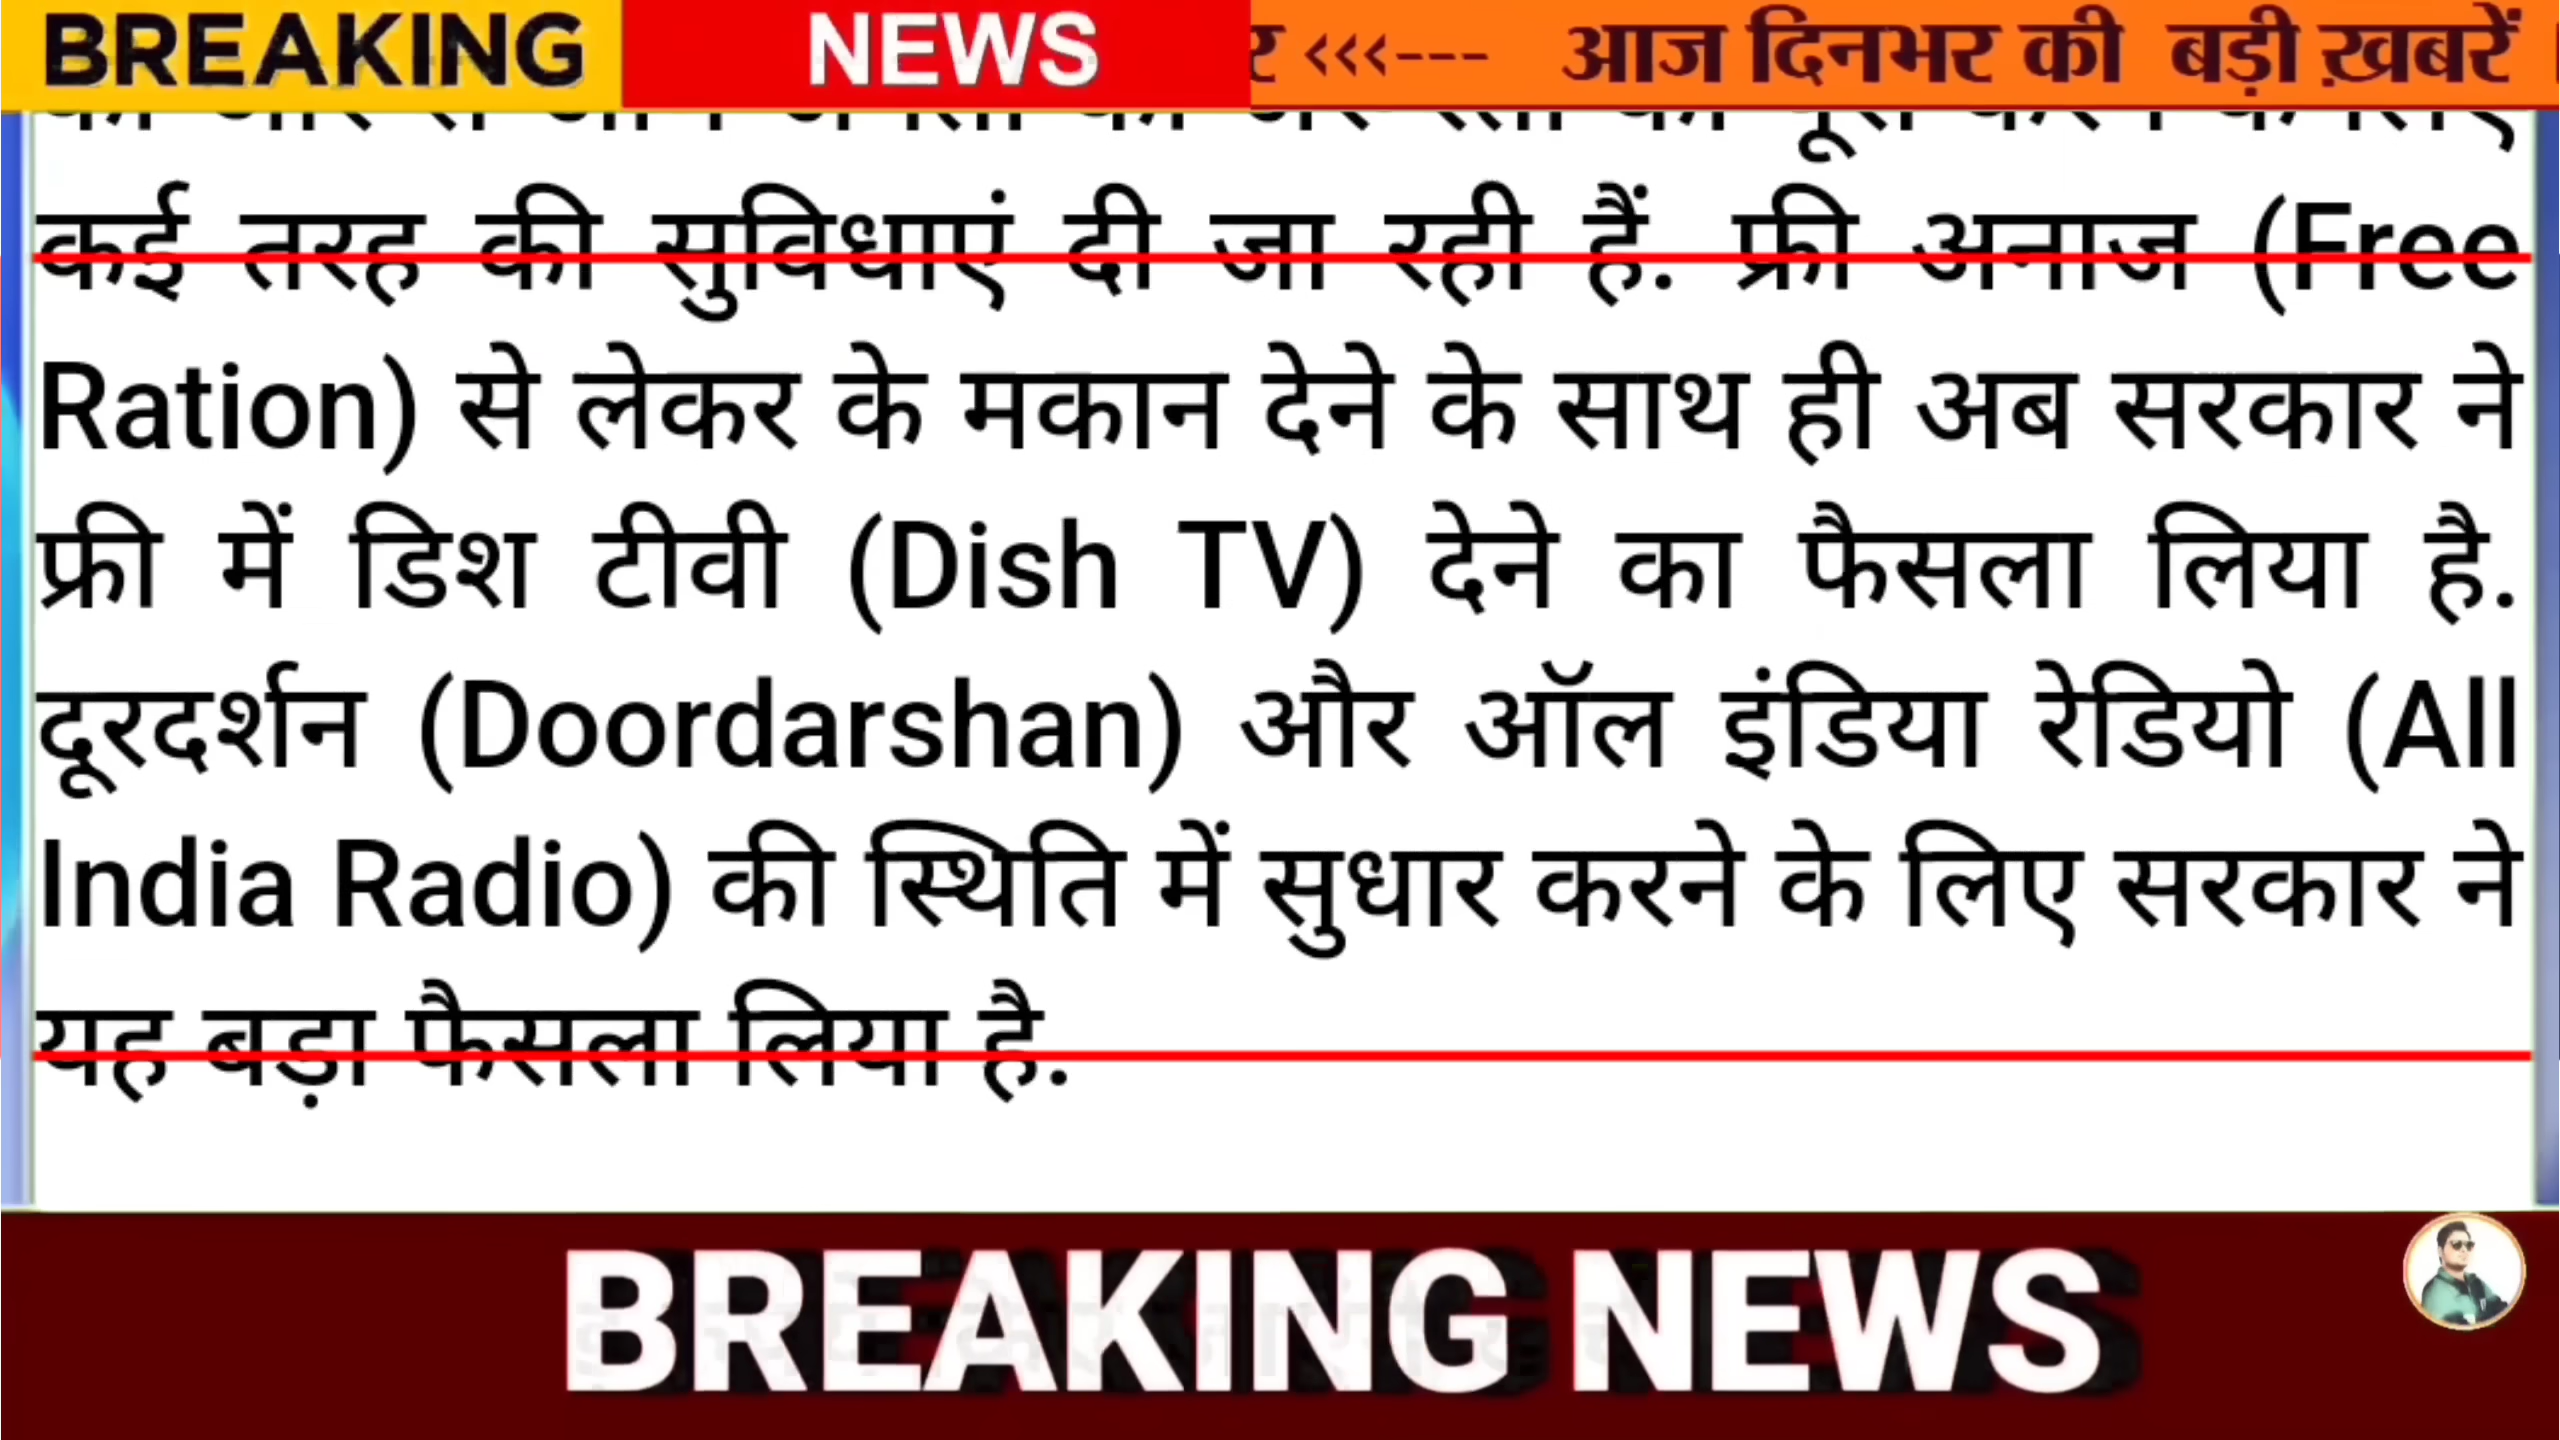 BREAKING NEWS <<<--- आज दिनभर की बड़ी ख़बरें
कई तरह की सुविधाएं दी जा रही हैं. फ्री अनाज (Free
Ration) से लेकर के मकान देने के साथ ही अब सरकार ने
फ्री में डिश टीवी (Dish TV) देने का फैसला लिया है.
दूरदर्शन (Doordarshan) और ऑल इंडिया रेडियो (All
India Radio) की स्थिति में सुधार करने के लिए सरकार ने
यह बड़ा फैसला लिया है.
BREAKING NEWS